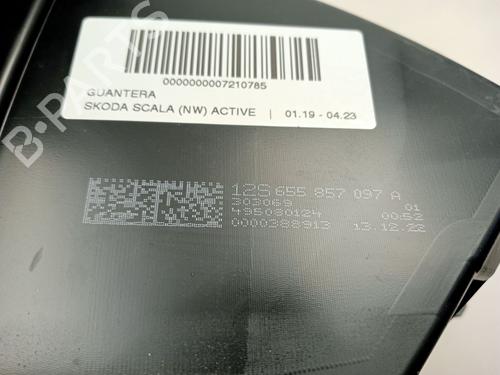 0000000007210785
GUANTERA
SKODA SCALA (NW) ACTIVE | 01.19 - 04.23
B-PARTS
12S 655 857 097 A
303069 01
495080124 00:52
0000388913 13.12.22